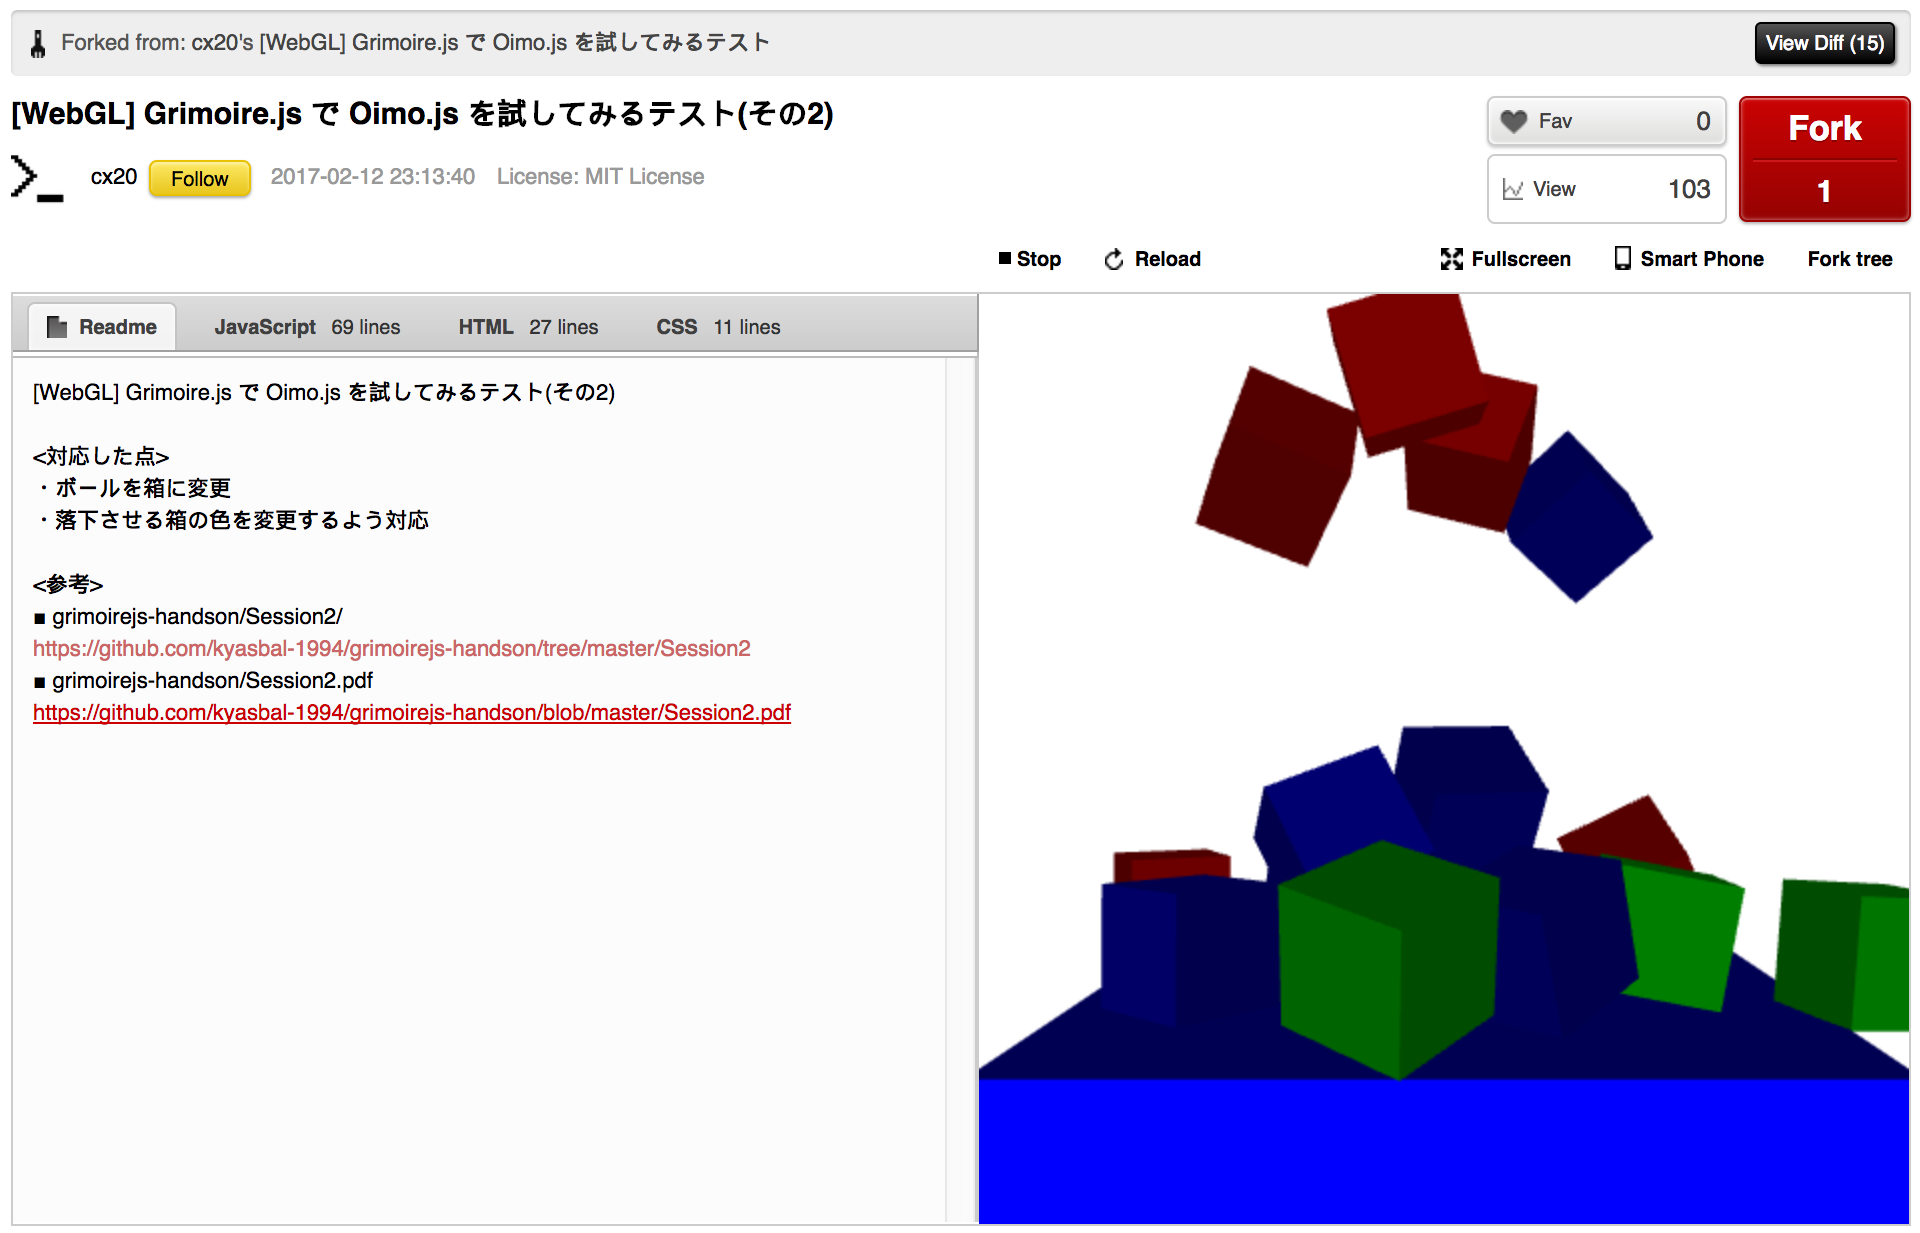 Forked from: cx20's [WebGL] Grimoire.js で Oimo.js を試してみるテスト
View Diff (15)
[WebGL] Grimoire.js で Oimo.js を試してみるテスト(その2)
cx20
Follow
2017-02-12 23:13:40
License: MIT License
Fav 0
View 103
Fork
1
Stop
Reload
Fullscreen
Smart Phone
Fork tree
Readme
JavaScript 69 lines
HTML 27 lines
CSS 11 lines
[WebGL] Grimoire.js で Oimo.js を試してみるテスト(その2)
<対応した点>
・ボールを箱に変更
・落下させる箱の色を変更するよう対応
<参考>
■ grimoirejs-handson/Session2/
https://github.com/kyasbal-1994/grimoirejs-handson/tree/master/Session2
■ grimoirejs-handson/Session2.pdf
https://github.com/kyasbal-1994/grimoirejs-handson/blob/master/Session2.pdf